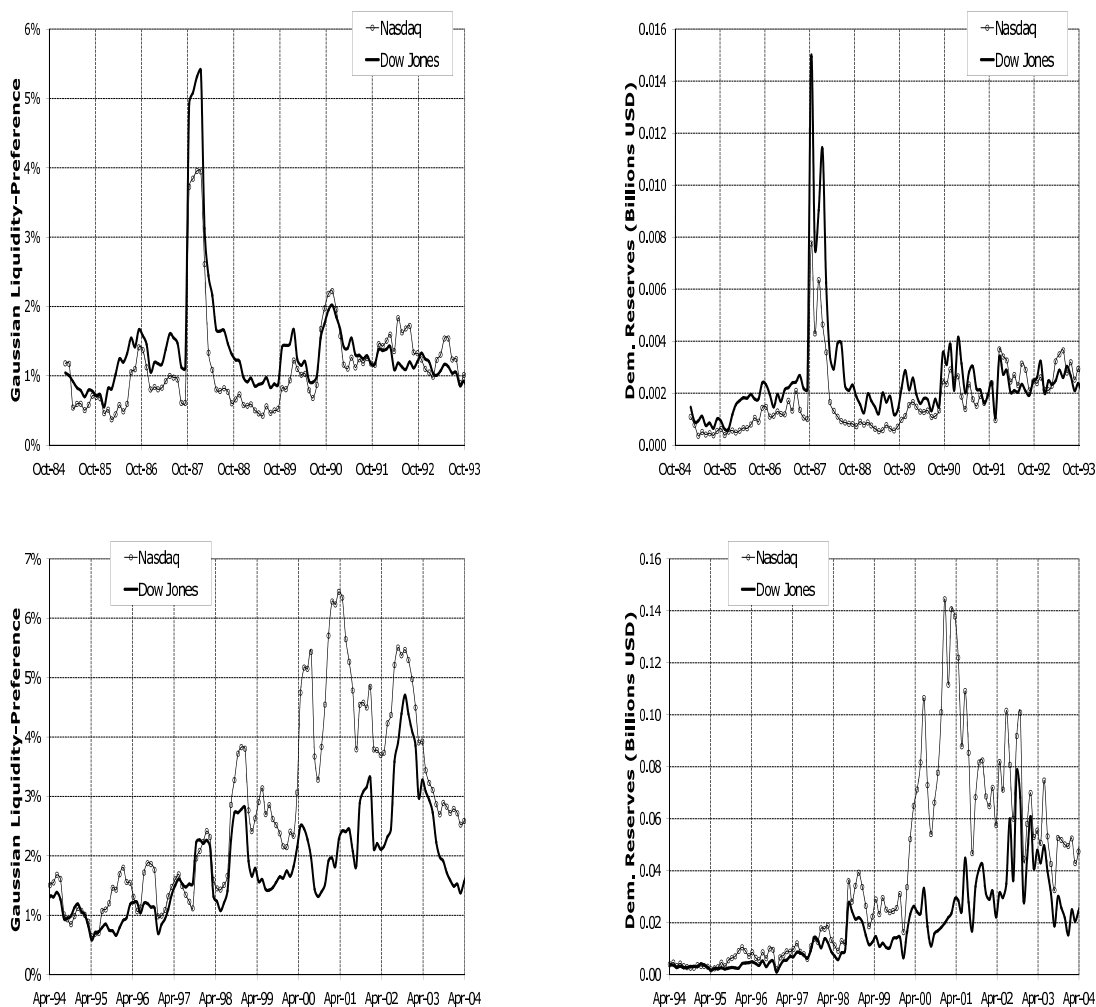 Nasdaq
Dow Jones
Gaussian Liquidity-Preference
6%
5%
4%
3%
2%
1%
0%
Oct-84 Oct-85 Oct-86 Oct-87 Oct-88 Oct-89 Oct-90 Oct-91 Oct-92 Oct-93
Nasdaq
Dow Jones
Dem. Reserves (Billions USD)
0.016
0.014
0.012
0.010
0.008
0.006
0.004
0.002
0.000
Oct-84 Oct-85 Oct-86 Oct-87 Oct-88 Oct-89 Oct-90 Oct-91 Oct-92 Oct-93
Nasdaq
Dow Jones
Gaussian Liquidity-Preference
7%
6%
5%
4%
3%
2%
1%
0%
Apr-94 Apr-95 Apr-96 Apr-97 Apr-98 Apr-99 Apr-00 Apr-01 Apr-02 Apr-03 Apr-04
Nasdaq
Dow Jones
Dem. Reserves (Billions USD)
0.16
0.14
0.12
0.10
0.08
0.06
0.04
0.02
0.00
Apr-94 Apr-95 Apr-96 Apr-97 Apr-98 Apr-99 Apr-00 Apr-01 Apr-02 Apr-03 Apr-04